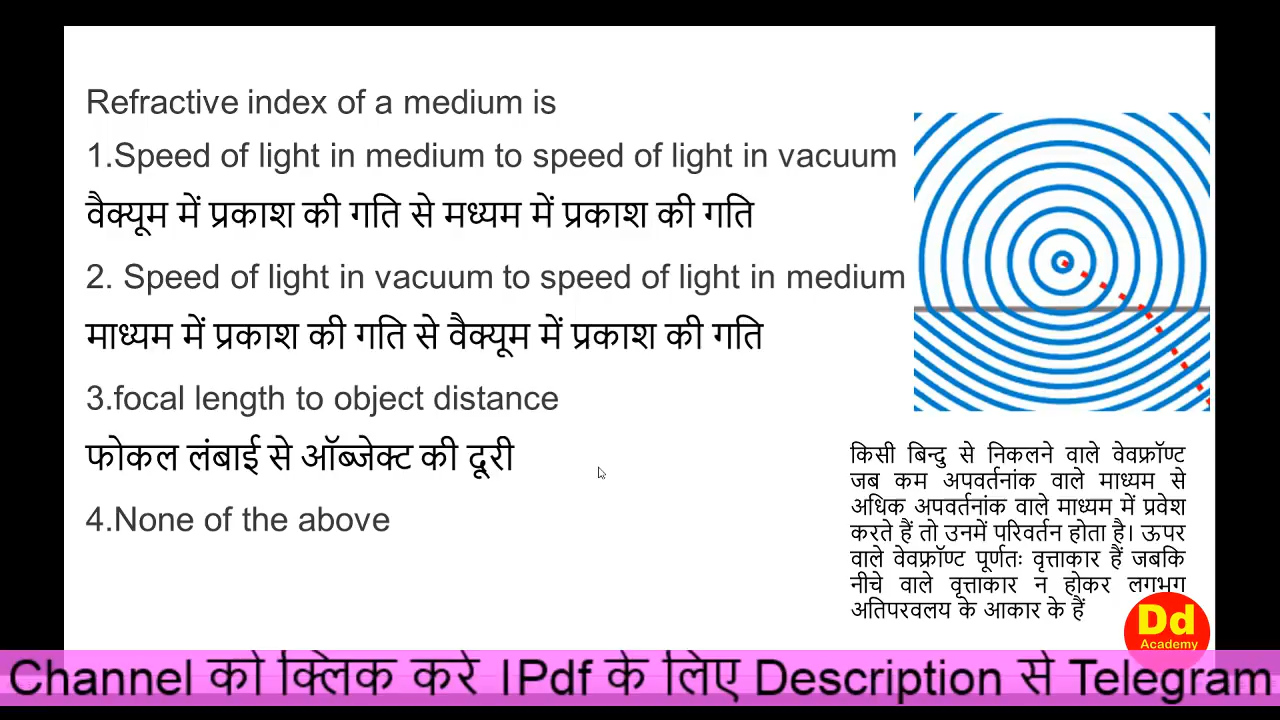 Refractive index of a medium is
1.Speed of light in medium to speed of light in vacuum
वैक्यूम में प्रकाश की गति से मध्यम में प्रकाश की गति
2. Speed of light in vacuum to speed of light in medium
माध्यम में प्रकाश की गति से वैक्यूम में प्रकाश की गति
3.focal length to object distance
फोकल लंबाई से ऑब्जेक्ट की दूरी
4.None of the above
किसी बिन्दु से निकलने वाले वेवफ्रॉण्ट
जब कम अपवर्तनांक वाले माध्यम से
अधिक अपवर्तनांक वाले माध्यम में प्रवेश
करते हैं तो उनमें परिवर्तन होता है। ऊपर
वाले वेवफ्रॉण्ट पूर्णतः वृत्ताकार हैं जबकि
नीचे वाले वृत्ताकार न होकर लगभग
अतिपरवलय के आकार के हैं
Dd
Academy
Channel को क्लिक करे ।Pdf के लिए Description से Telegram